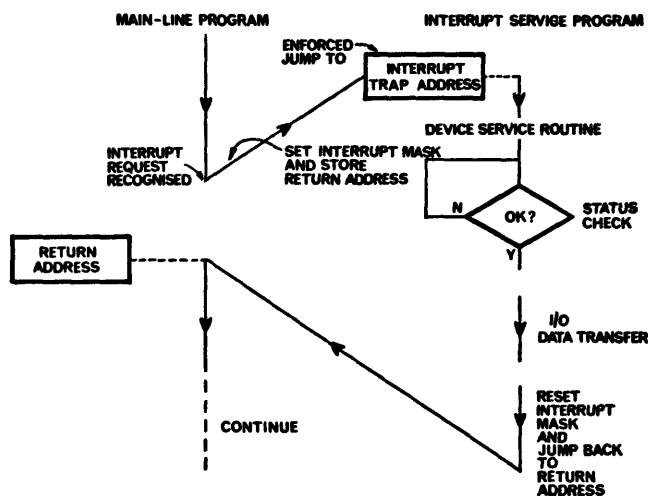 MAIN-LINE PROGRAM
INTERRUPT SERVICE PROGRAM
ENFORCED
JUMP TO
INTERRUPT
TRAP ADDRESS
DEVICE SERVICE ROUTINE
INTERRUPT
REQUEST
RECOGNISED
SET INTERRUPT MASK
AND STORE
RETURN ADDRESS
N
OK?
STATUS
CHECK
Y
RETURN
ADDRESS
I/O
DATA TRANSFER
CONTINUE
RESET
INTERRUPT
MASK
AND
JUMP BACK
TO
RETURN
ADDRESS